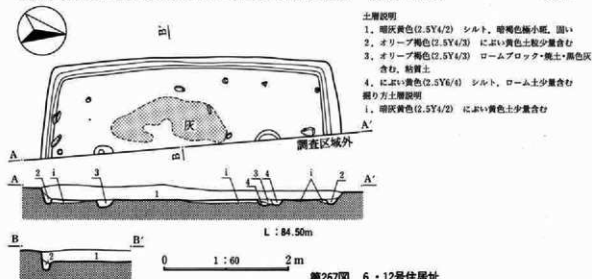 土層説明
1. 暗灰黄色(2.5Y4/2) シルト、暗褐色極小斑、固い
2. オリーブ褐色(2.5Y4/3) にぶい黄色土粒少量含む
3. オリーブ褐色(2.5Y4/3) ロームブロック・焼土・黒色灰
含む、粘質土
4. にぶい黄色(2.5Y6/4) シルト、ローム土少量含む
掘り方土層説明
i. 暗灰黄色(2.5Y4/2) にぶい黄色土少量含む
B'
灰
A'
調査区域外
A
B
A
A'
2
i
3
1
i
4
3
4
i
2
L：84.50m
B
B'
2
1
0
1：60
2m
第267図 6・12号住居址